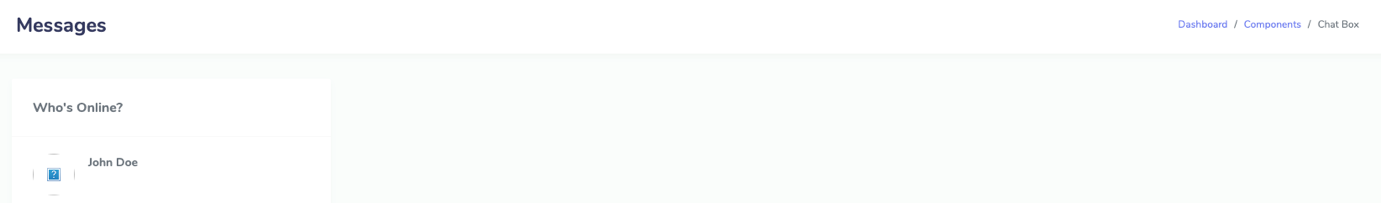 Messages
Dashboard / Components / Chat Box
Who's Online?
John Doe
?